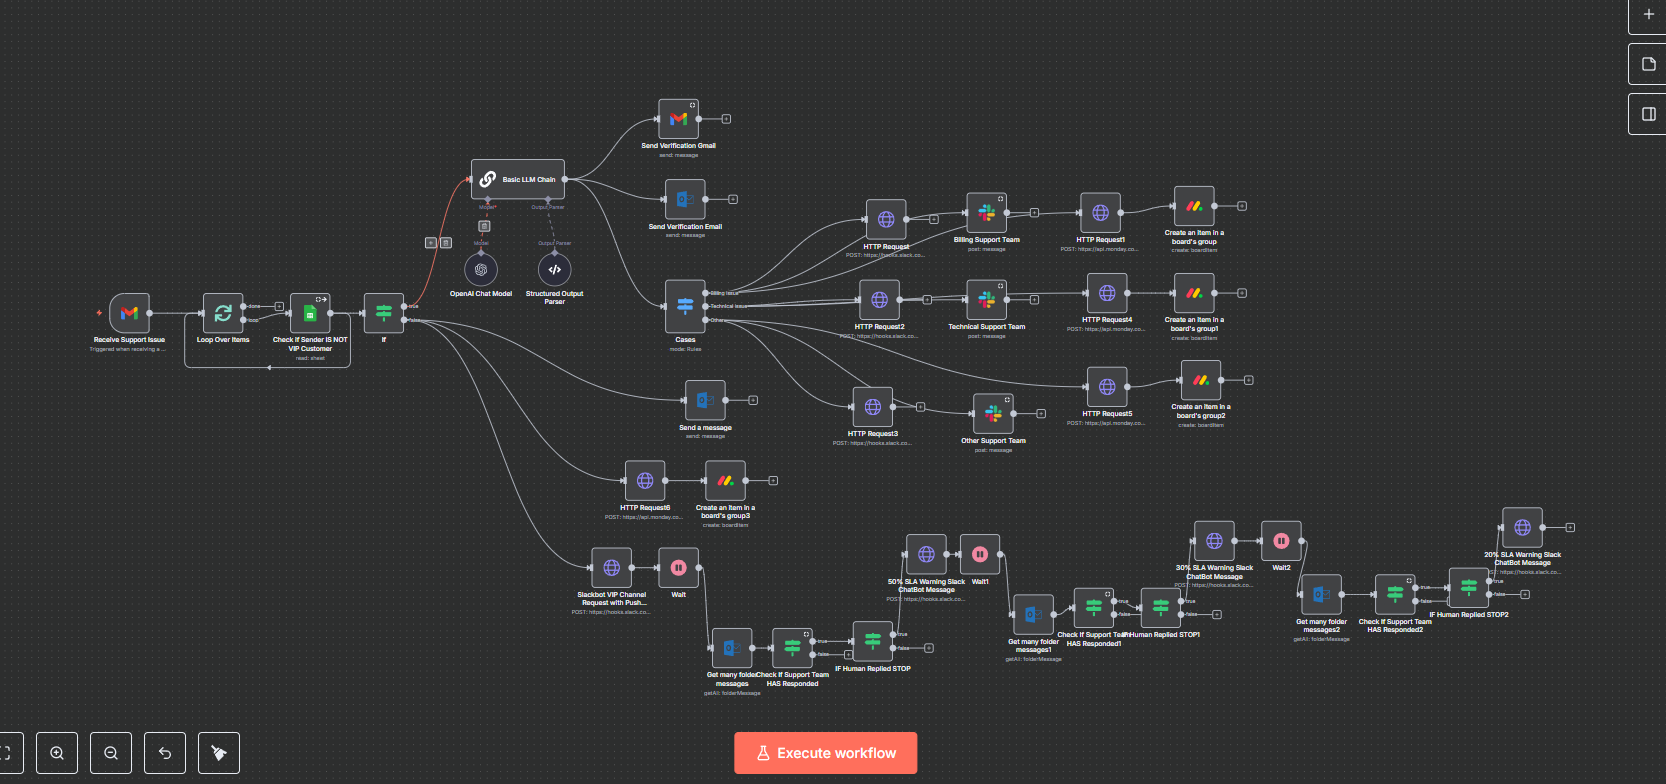 Send Verification Gmail
send: message
Basic LLM Chain
Model*
Output Parser
Send Verification Email
send: message
Model
Output Parser
OpenAI Chat Model
Structured Output
Parser
HTTP Request
POST: https://hooks.slack.co...
Billing Support Team
post: message
HTTP Request1
POST: https://api.monday.co...
Create an item in a
board's group
create: boardItem
Receive Support Issue
Triggered when receiving a ...
done
loop
Loop Over Items
Check If Sender IS NOT
VIP Customer
read: sheet
true
false
If
Billing Issue
Technical Issue
Other
Cases
mode: Rules
HTTP Request2
POST: https://hooks.slack.co...
Technical Support Team
post: message
HTTP Request4
POST: https://api.monday.co...
Create an item in a
board's group1
create: boardItem
Send a message
send: message
HTTP Request3
POST: https://hooks.slack.co...
Other Support Team
post: message
HTTP Request5
POST: https://api.monday.co...
Create an item in a
board's group2
create: boardItem
HTTP Request6
POST: https://api.monday.co...
Create an item in a
board's group3
create: boardItem
Slackbot VIP Channel
Request with Push...
POST: https://hooks.slack.co...
Wait
Get many folder
messages
getAll: folderMessage
Check If Support Team
HAS Responded
true
false
IF Human Replied STOP
true
false
50% SLA Warning Slack
ChatBot Message
POST: https://hooks.slack.co...
Wait1
Get many folder
messages1
getAll: folderMessage
Check If Support Team
HAS Responded1
true
false
IF Human Replied STOP1
true
false
30% SLA Warning Slack
ChatBot Message
POST: https://hooks.slack.co...
Wait2
Get many folder
messages2
getAll: folderMessage
Check If Support Team
HAS Responded2
true
false
IF Human Replied STOP2
true
false
20% SLA Warning Slack
ChatBot Message
https://hooks.slack.co...
Execute workflow